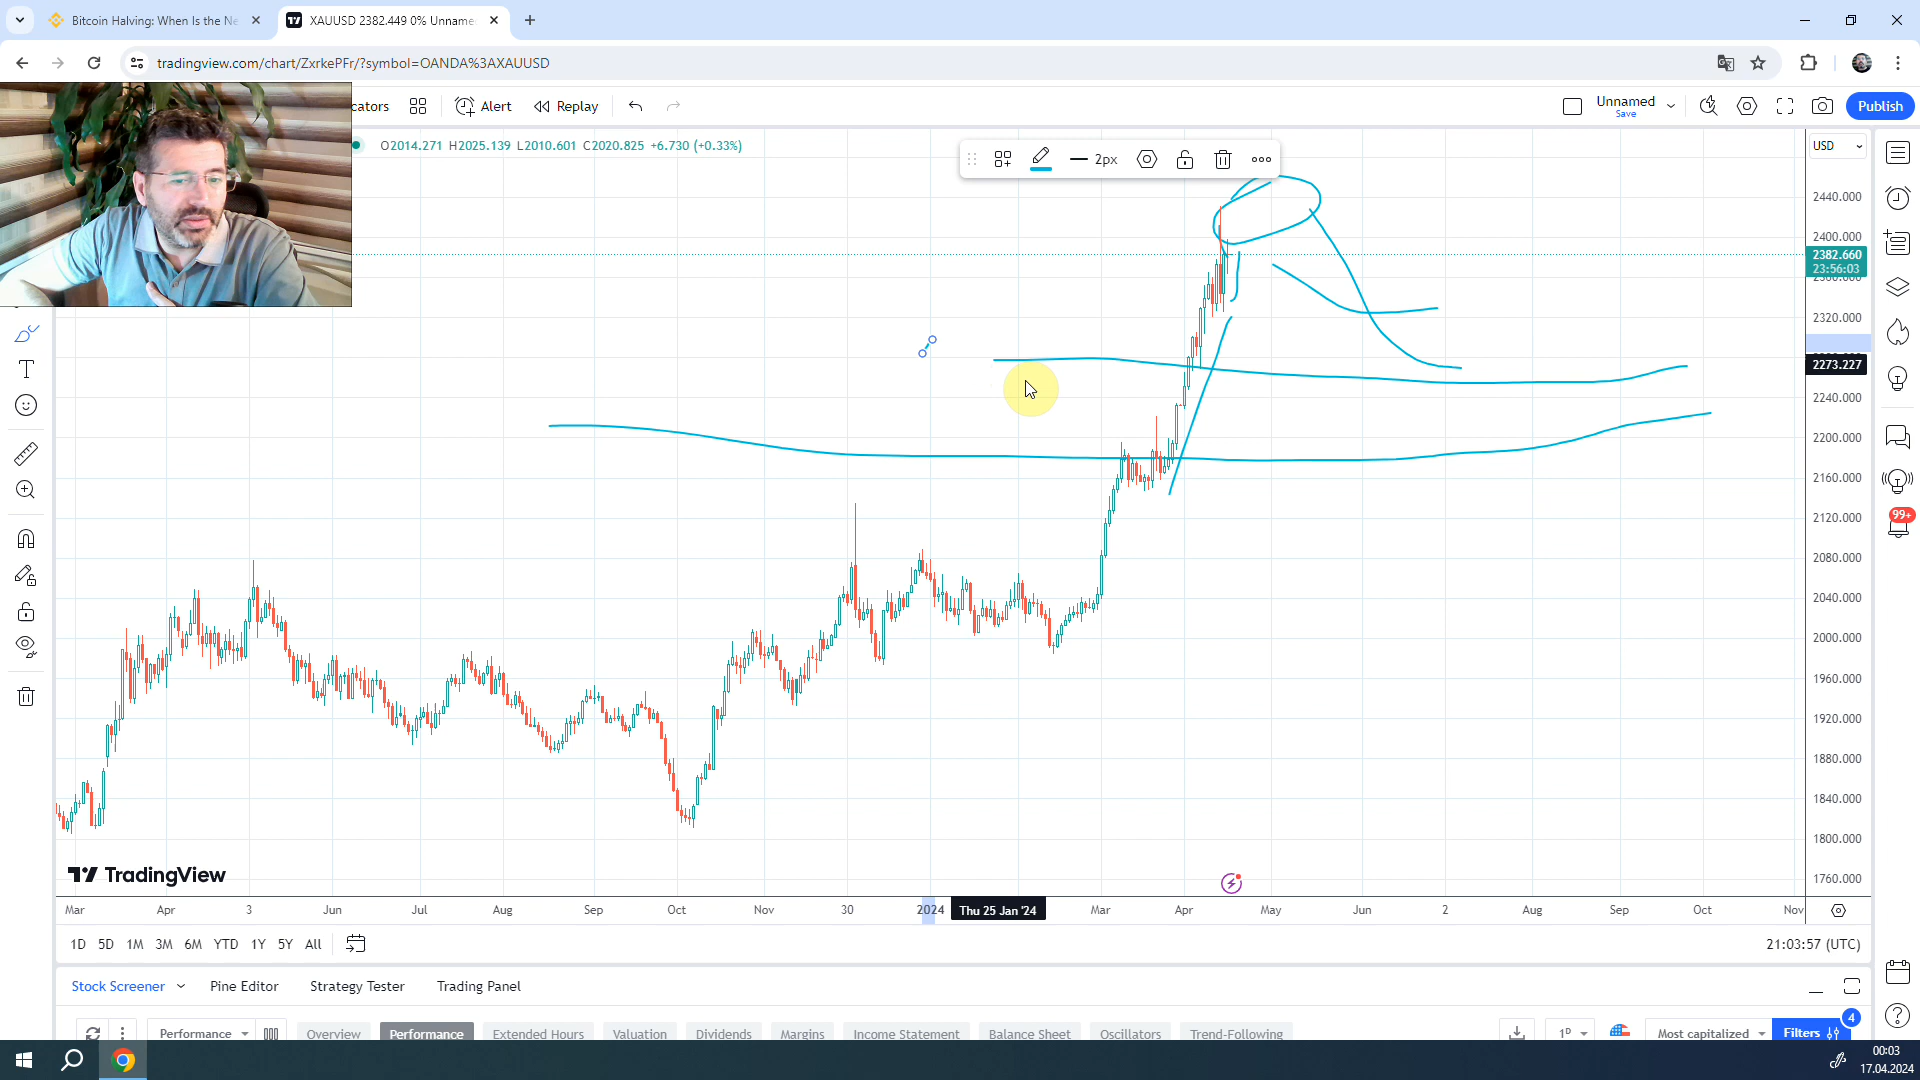 Bitcoin Halving: When Is the Ne
XAUUSD 2382.449 0% Unname
tradingview.com/chart/ZxrkePFr/?symbol=OANDA%3AXAUUSD
cators
Alert
Replay
Unnamed
Save
Publish
O2014.271 H2025.139 L2010.601 C2020.825 +6.730 (+0.33%)
2px
USD
2440.000
2400.000
2382.660
23:56:03
2320.000
2273.227
2240.000
2200.000
2160.000
2120.000
2080.000
2040.000
2000.000
1960.000
1920.000
1880.000
1840.000
1800.000
1760.000
99+
TradingView
Mar Apr 3 Jun Jul Aug Sep Oct Nov 30 2024 Thu 25 Jan '24 Mar Apr May Jun 2 Aug Sep Oct Nov
1D 5D 1M 3M 6M YTD 1Y 5Y All
21:03:57 (UTC)
Stock Screener Pine Editor Strategy Tester Trading Panel
4
Performance Overview Performance Extended Hours Valuation Dividends Margins Income Statement Balance Sheet Oscillators Trend-Following 1D Most capitalized Filters
00:03
17.04.2024